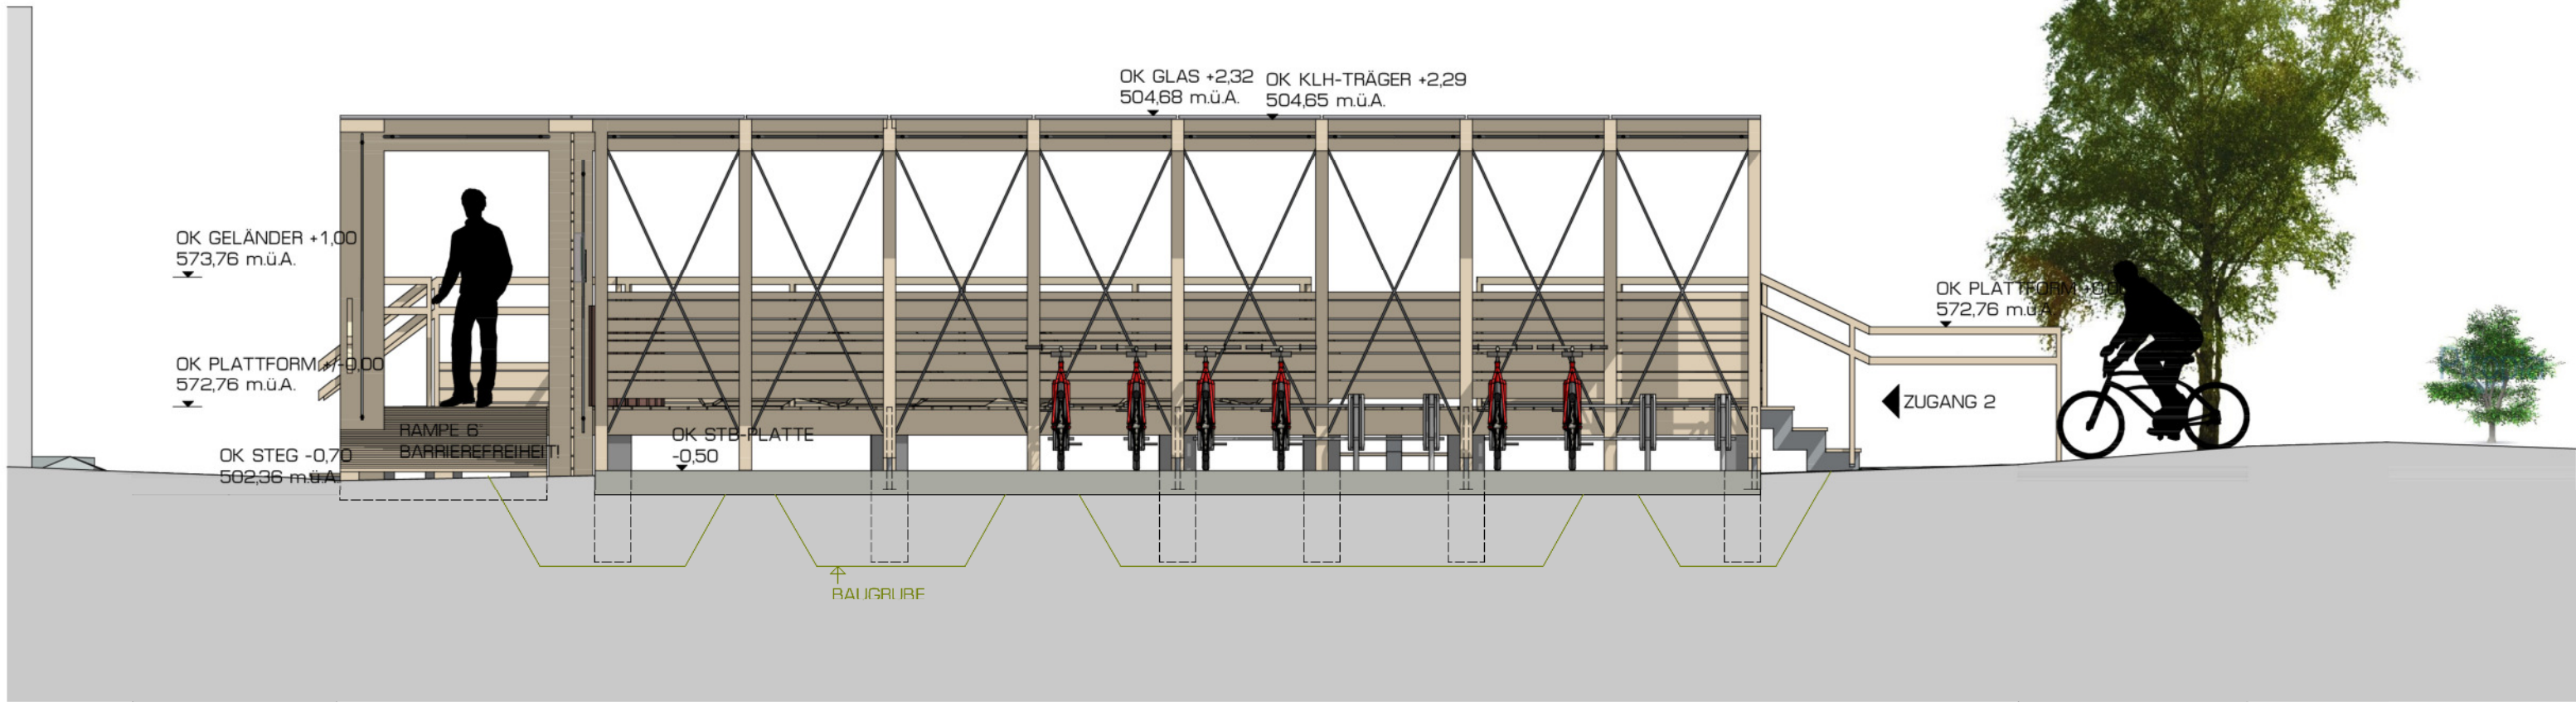 OK GLAS +2,32
504,68 m.ü.A.
OK KLH-TRÄGER +2,29
504,65 m.ü.A.
OK GELÄNDER +1,00
573,76 m.ü.A.
OK PLATTFORM
572,76 m.ü.A.
OK PLATTFORM +/-0,00
572,76 m.ü.A.
ZUGANG 2
RAMPE 6°
BARRIEREFREIHEIT!
OK STB-PLATTE
-0,50
OK STEG -0,70
502,36 m.ü.A.
BAUGRUBE